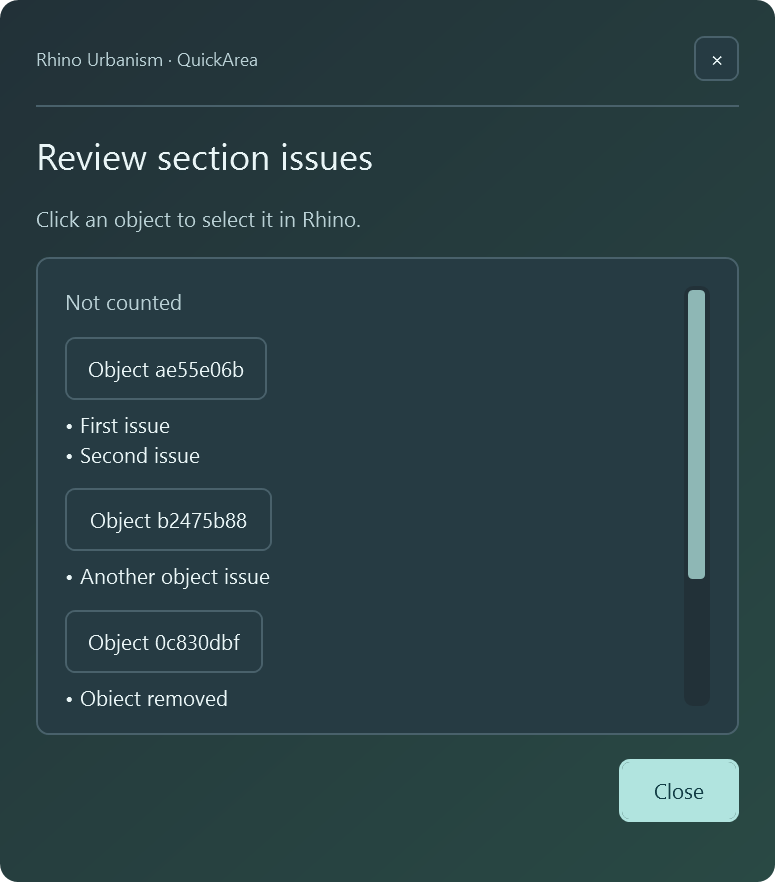 Rhino Urbanism · QuickArea
×
Review section issues
Click an object to select it in Rhino.
Not counted
Object ae55e06b
• First issue
• Second issue
Object b2475b88
• Another object issue
Object 0c830dbf
• Object removed
Close